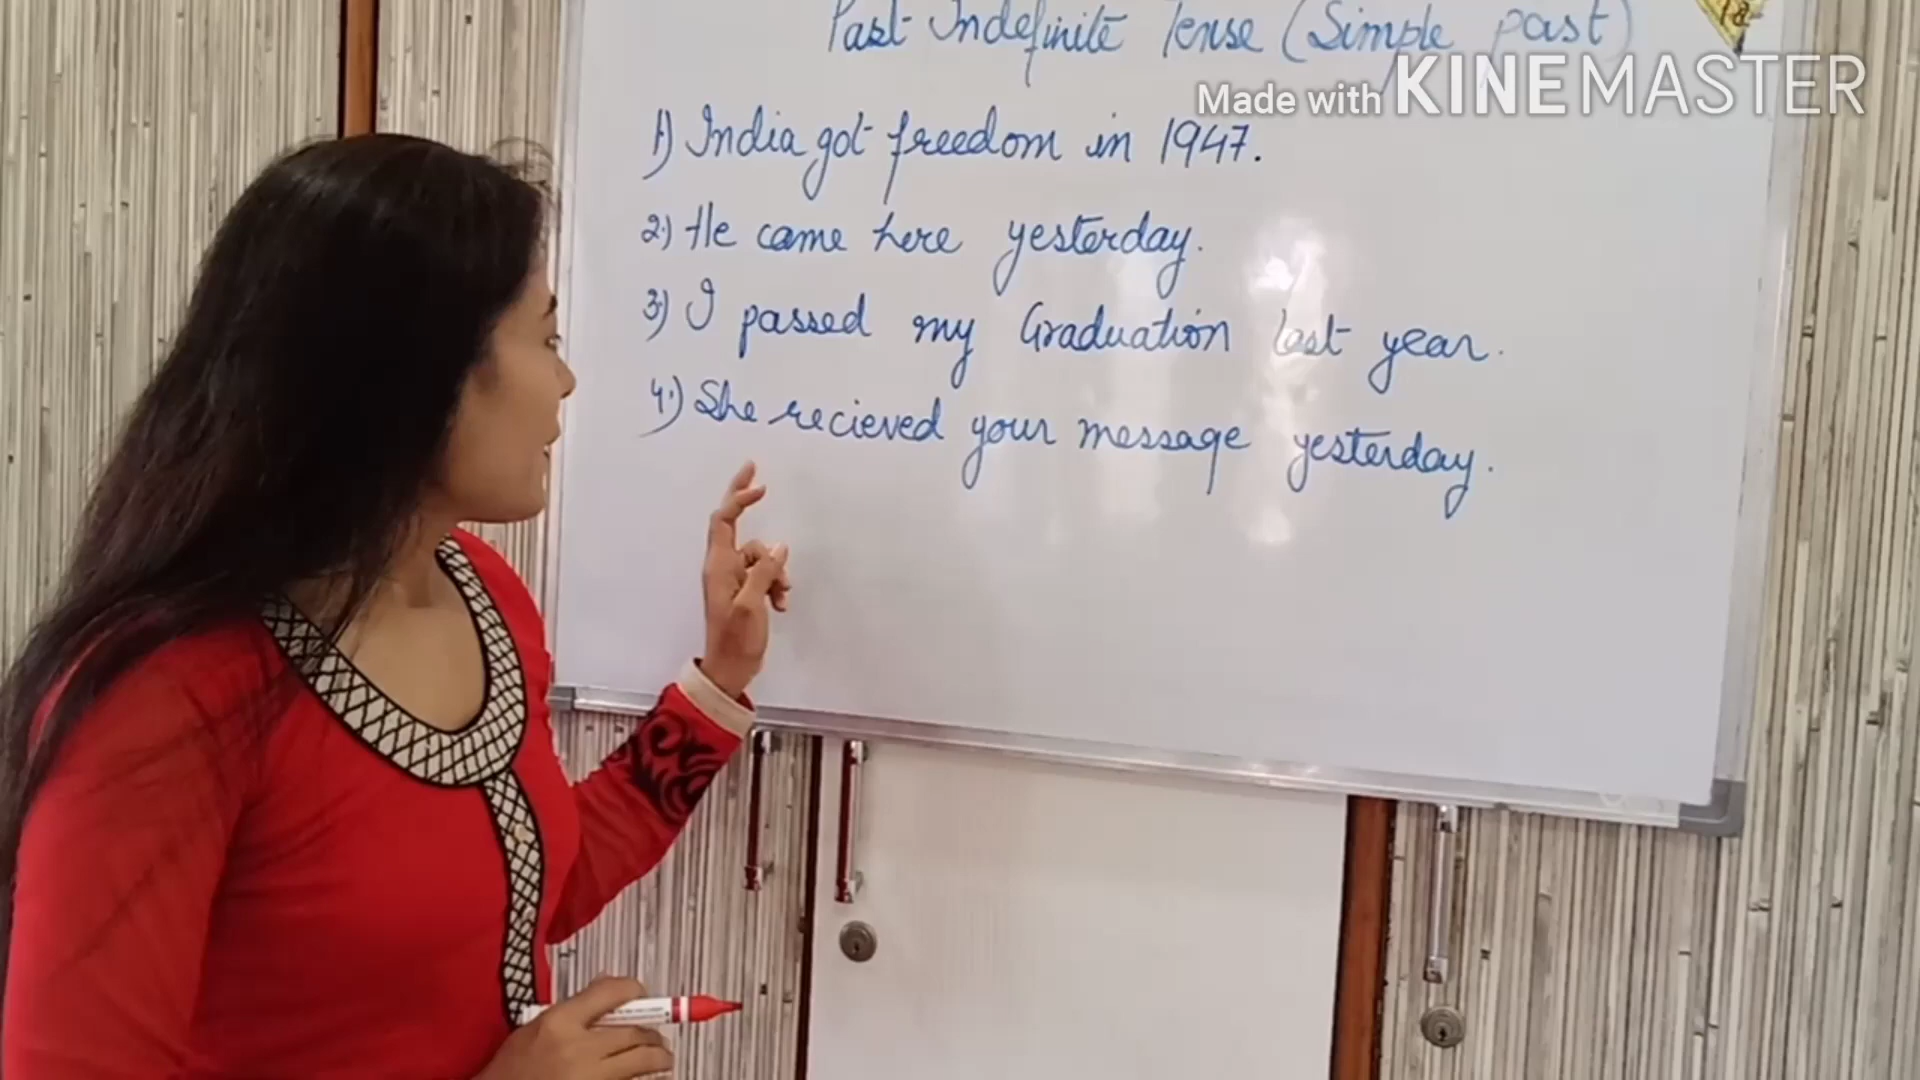 Past Indefinite Tense (Simple past)
Made with KINEMASTER
1) India got freedom in 1947.
2.) He came here yesterday.
3) I passed my Graduation last year.
4.) She recieved your message yesterday.